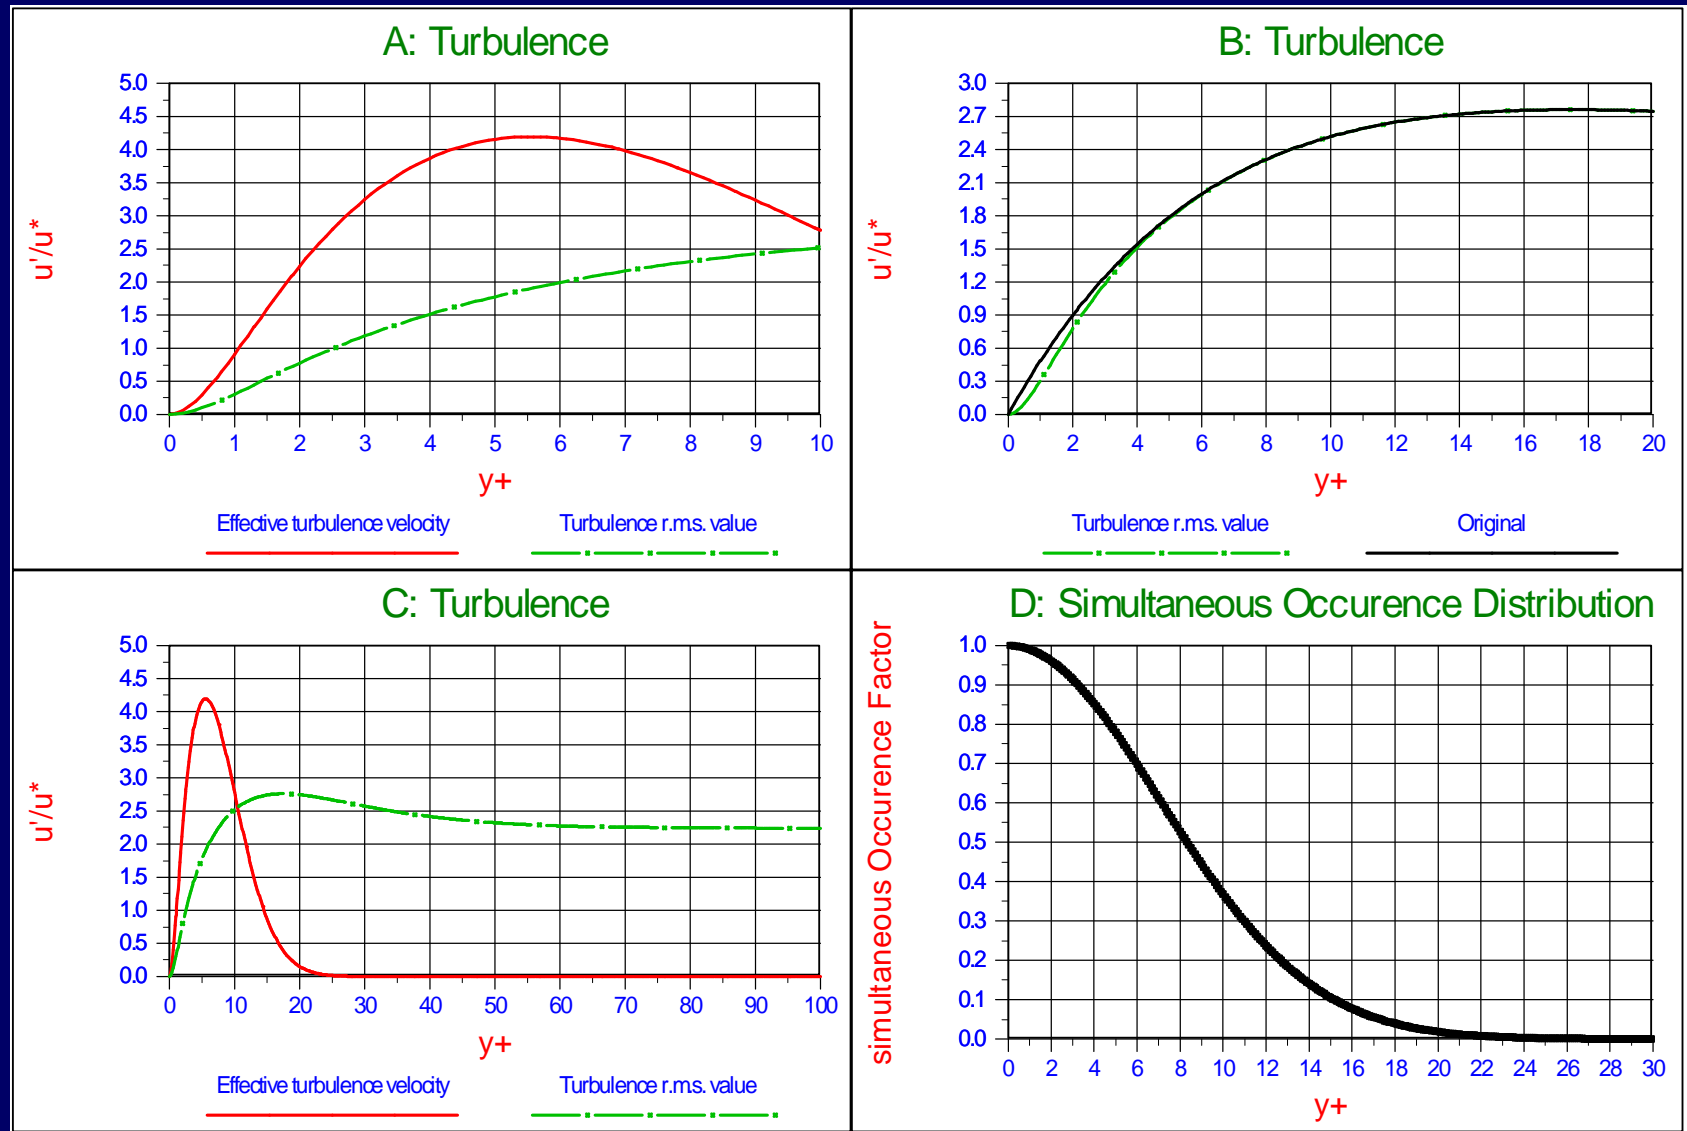 A: Turbulence
5.0
4.5
4.0
3.5
3.0
2.5
2.0
1.5
1.0
0.5
0.0
u'/u*
0 1 2 3 4 5 6 7 8 9 10
y+
Effective turbulence velocity Turbulence r.m.s. value
B: Turbulence
3.0
2.7
2.4
2.1
1.8
1.5
1.2
0.9
0.6
0.3
0.0
u'/u*
0 2 4 6 8 10 12 14 16 18 20
y+
Turbulence r.m.s. value Original
C: Turbulence
5.0
4.5
4.0
3.5
3.0
2.5
2.0
1.5
1.0
0.5
0.0
u'/u*
0 10 20 30 40 50 60 70 80 90 100
y+
Effective turbulence velocity Turbulence r.m.s. value
D: Simultaneous Occurence Distribution
1.0
0.9
0.8
0.7
0.6
0.5
0.4
0.3
0.2
0.1
0.0
simultaneous Occurence Factor
0 2 4 6 8 10 12 14 16 18 20 22 24 26 28 30
y+